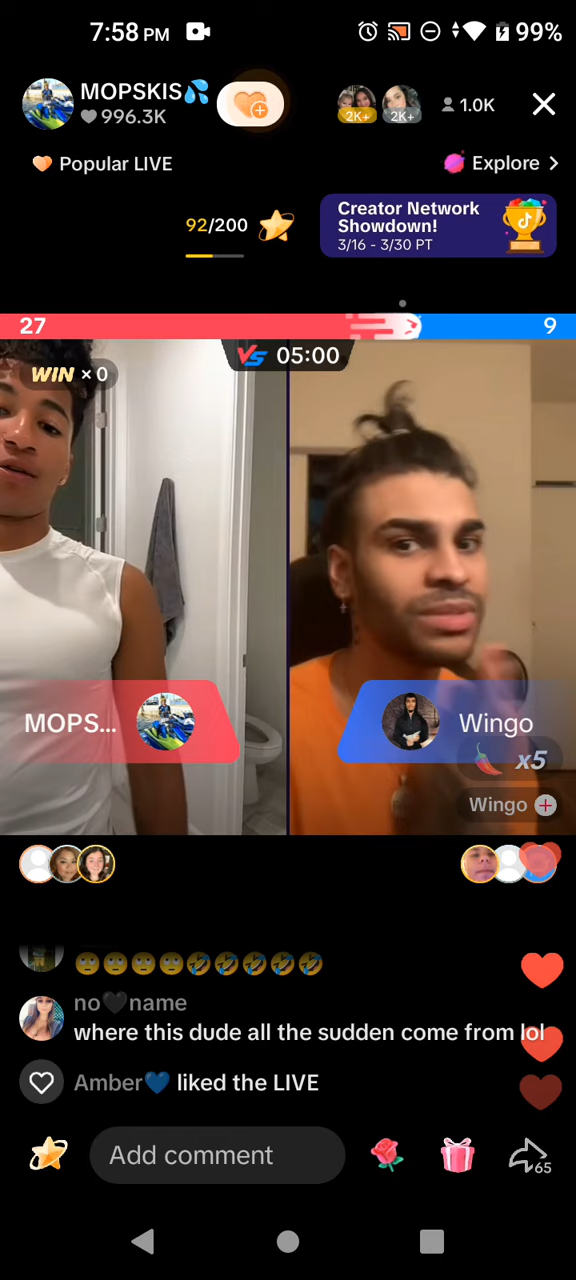 7:58 PM
99%
MOPSKIS💦
996.3K
2K+
2K+
1.0K
Popular LIVE
Explore >
92/200
Creator Network
Showdown!
3/16 - 3/30 PT
27
9
VS 05:00
WIN × 0
MOPS...
Wingo
x5
Wingo
🙄🙄🙄🙄🤣🤣🤣🤣🤣
no🖤name
where this dude all the sudden come from lol
Amber💙 liked the LIVE
Add comment
65